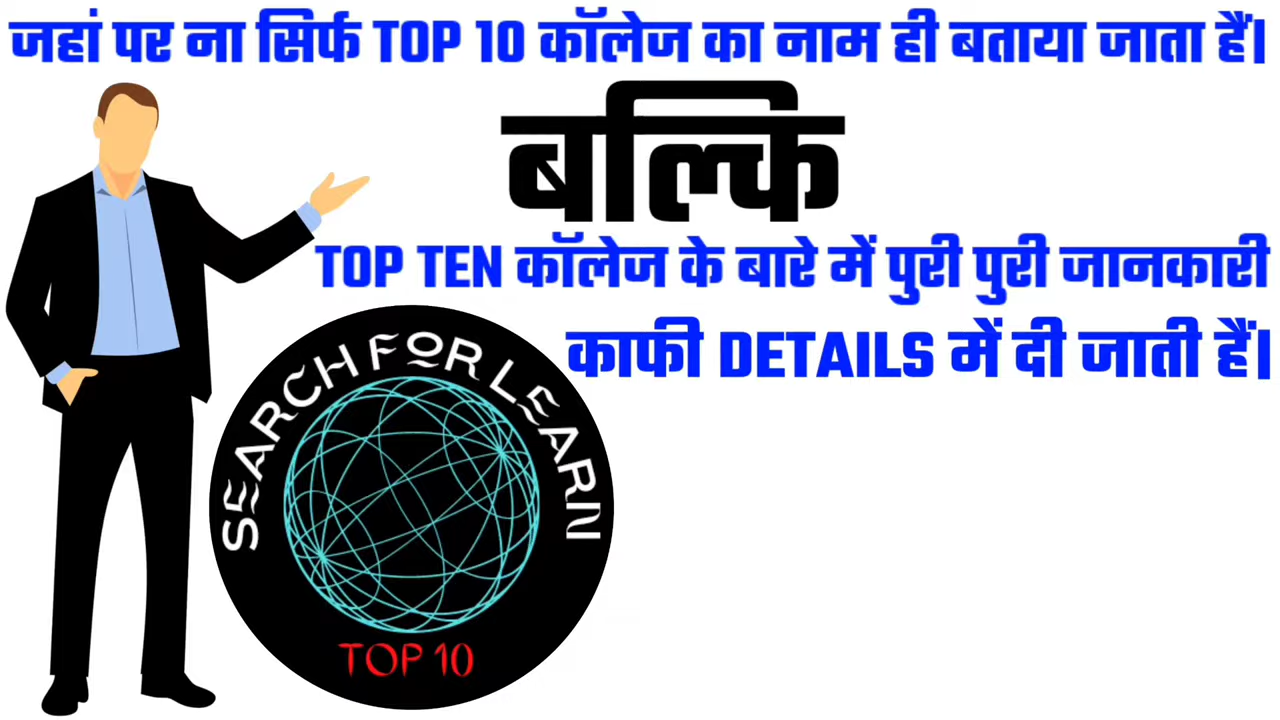 जहां पर ना सिर्फ TOP 10 कॉलेज का नाम ही बताया जाता हैं।
बल्कि
TOP TEN कॉलेज के बारे में पुरी पुरी जानकारी
काफी DETAILS में दी जाती हैं।
SEARCH FOR LEARN
TOP 10